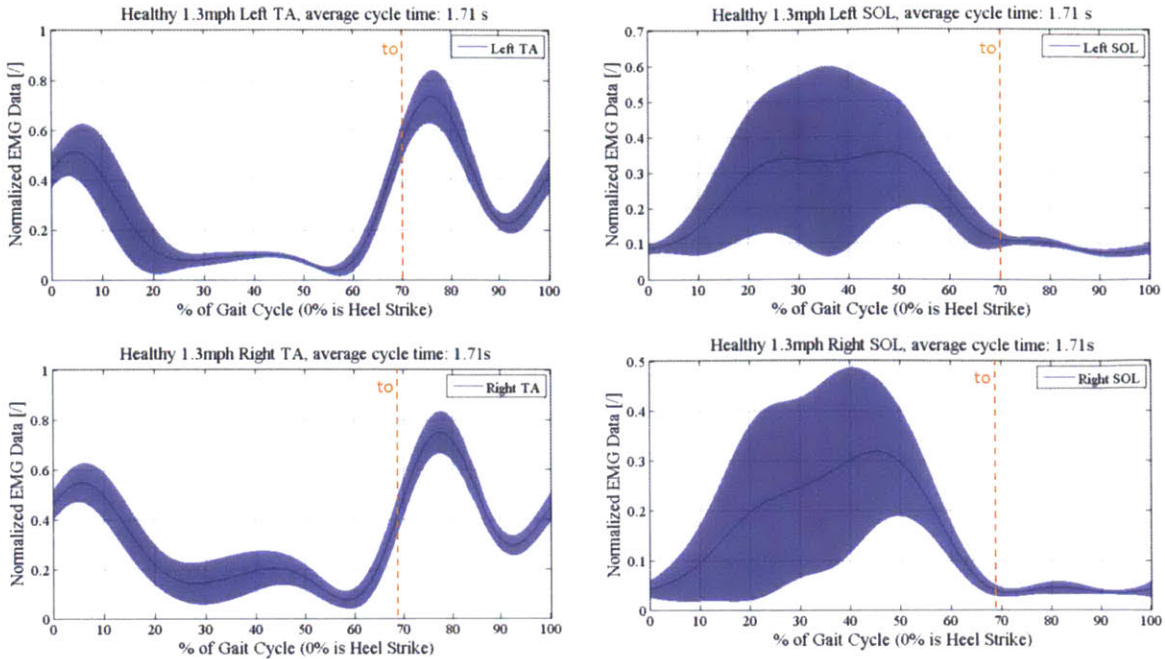 Healthy 1.3mph Left TA, average cycle time: 1.71 s
Normalized EMG Data [/]
1
0.8
0.6
0.4
0.2
0
to
Left TA
0 10 20 30 40 50 60 70 80 90 100
% of Gait Cycle (0% is Heel Strike)
Healthy 1.3mph Left SOL, average cycle time: 1.71 s
Normalized EMG Data [/]
0.7
0.6
0.5
0.4
0.3
0.2
0.1
0
to
Left SOL
0 10 20 30 40 50 60 70 80 90 100
% of Gait Cycle (0% is Heel Strike)
Healthy 1.3mph Right TA, average cycle time: 1.71s
Normalized EMG Data [/]
1
0.8
0.6
0.4
0.2
0
to
Right TA
0 10 20 30 40 50 60 70 80 90 100
% of Gait Cycle (0% is Heel Strike)
Healthy 1.3mph Right SOL, average cycle time: 1.71s
Normalized EMG Data [/]
0.5
0.4
0.3
0.2
0.1
0
to
Right SOL
0 10 20 30 40 50 60 70 80 90 100
% of Gait Cycle (0% is Heel Strike)